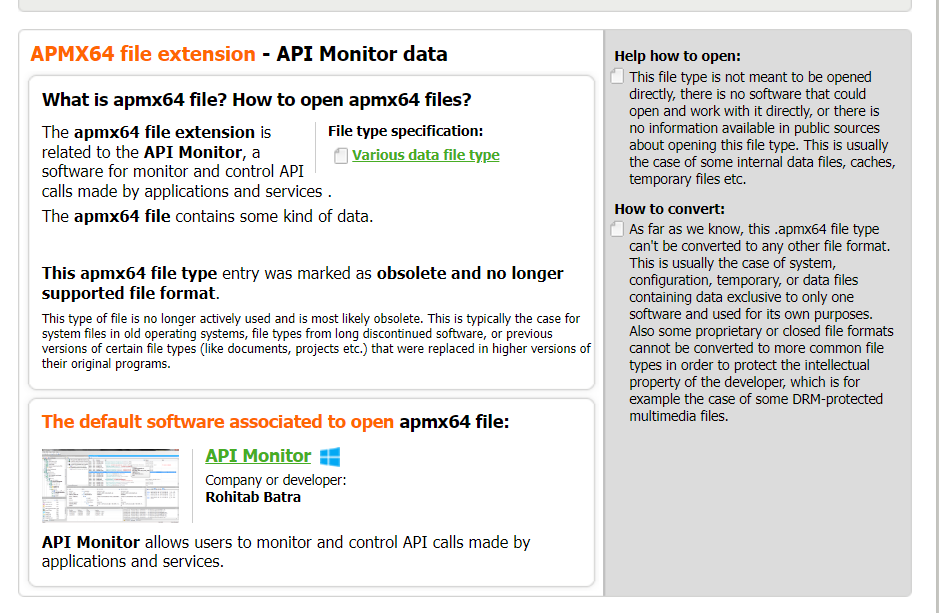 APMX64 file extension - API Monitor data
What is apmx64 file? How to open apmx64 files?
The apmx64 file extension is
related to the API Monitor, a
software for monitor and control API
calls made by applications and services .
File type specification:
Various data file type
The apmx64 file contains some kind of data.
This apmx64 file type entry was marked as obsolete and no longer
supported file format.
This type of file is no longer actively used and is most likely obsolete. This is typically the case for
system files in old operating systems, file types from long discontinued software, or previous
versions of certain file types (like documents, projects etc.) that were replaced in higher versions of
their original programs.
The default software associated to open apmx64 file:
API Monitor
Company or developer:
Rohitab Batra
API Monitor allows users to monitor and control API calls made by
applications and services.
Help how to open:
This file type is not meant to be opened
directly, there is no software that could
open and work with it directly, or there is
no information available in public sources
about opening this file type. This is usually
the case of some internal data files, caches,
temporary files etc.
How to convert:
As far as we know, this .apmx64 file type
can't be converted to any other file format.
This is usually the case of system,
configuration, temporary, or data files
containing data exclusive to only one
software and used for its own purposes.
Also some proprietary or closed file formats
cannot be converted to more common file
types in order to protect the intellectual
property of the developer, which is for
example the case of some DRM-protected
multimedia files.